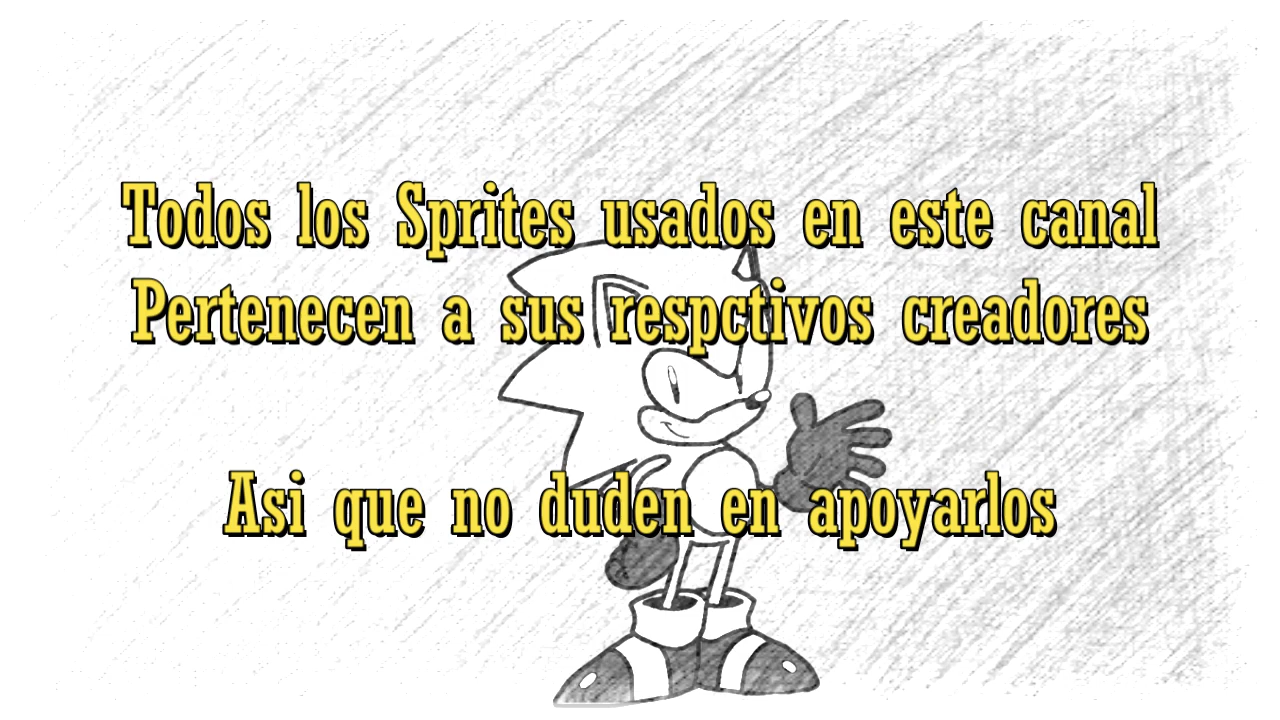 Todos los Sprites usados en este canal
Pertenecen a sus respctivos creadores
Asi que no duden en apoyarlos